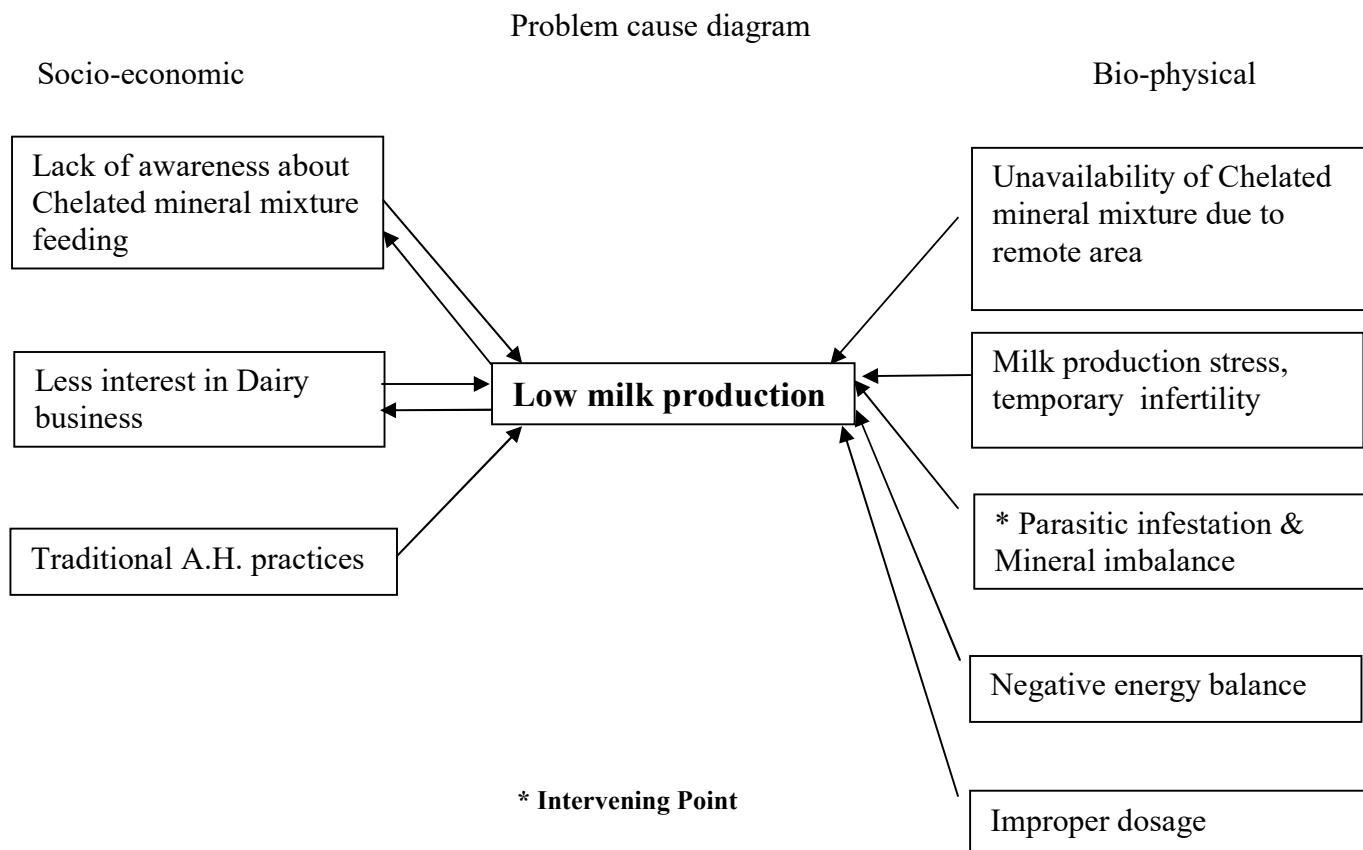 Problem cause diagram
Socio-economic
Bio-physical
Lack of awareness about
Chelated mineral mixture
feeding
Less interest in Dairy
business
Traditional A.H. practices
Low milk production
Unavailability of Chelated
mineral mixture due to
remote area
Milk production stress,
temporary infertility
* Parasitic infestation &
Mineral imbalance
Negative energy balance
Improper dosage
* Intervening Point